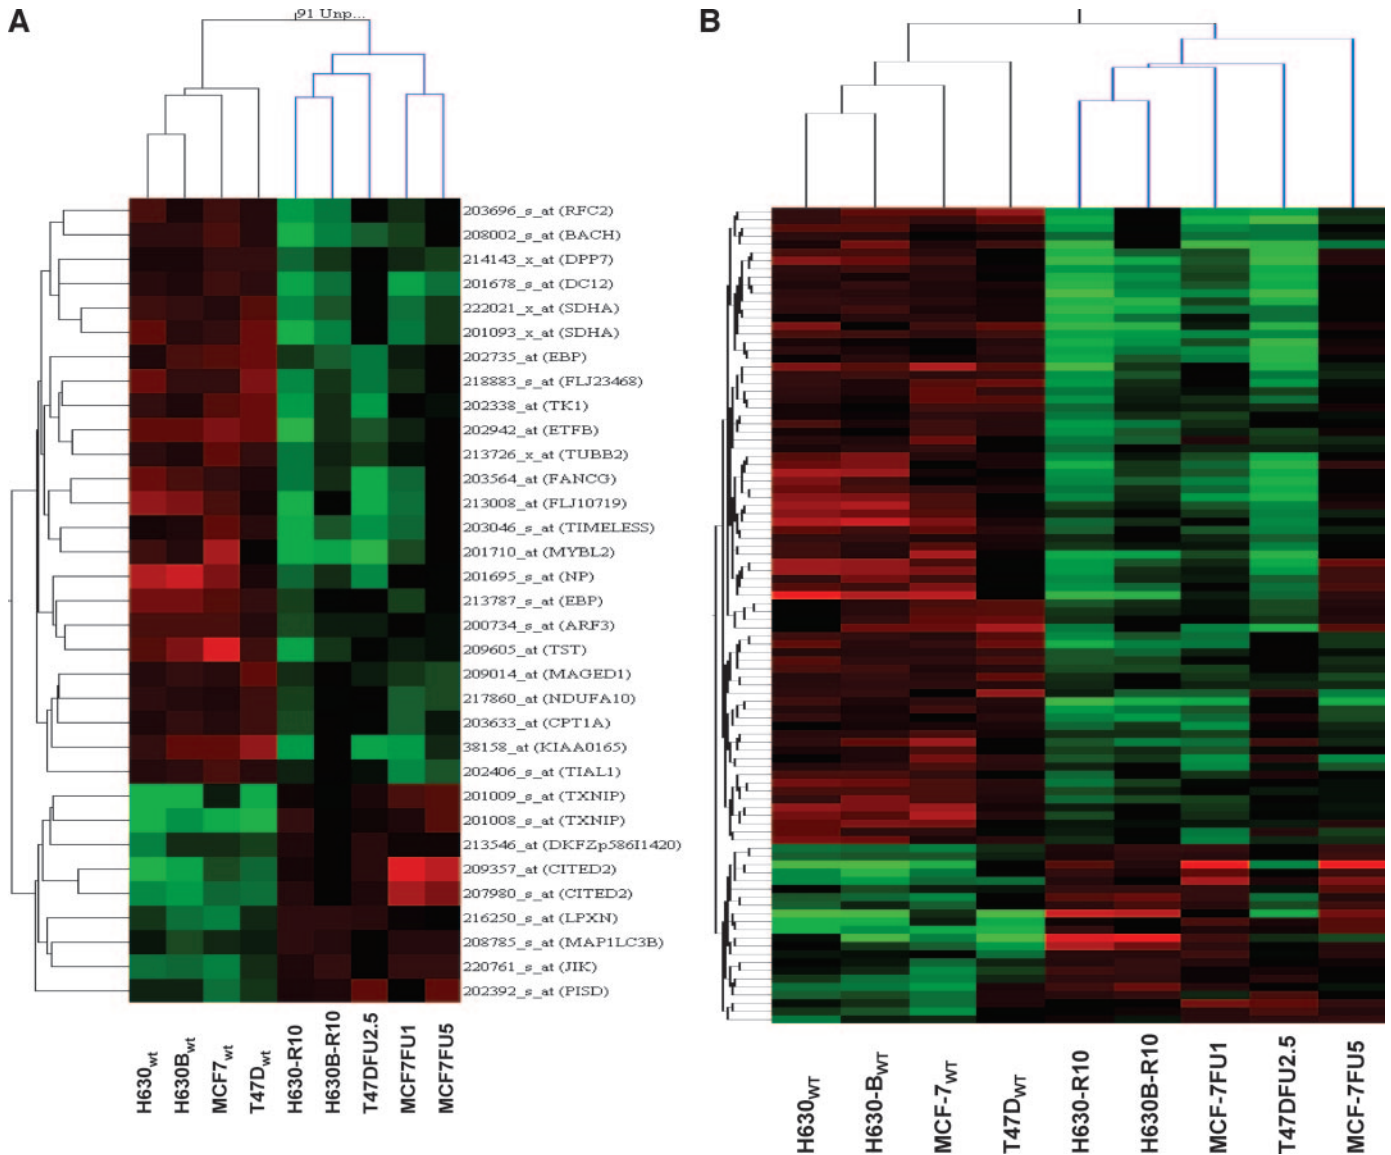 A
91 Unp...
B
203696_s_at (RFC2)
208002_s_at (BACH)
214143_x_at (DPP7)
201678_s_at (DC12)
222021_x_at (SDHA)
201093_x_at (SDHA)
202735_at (EBP)
218883_s_at (FLJ23468)
202338_at (TK1)
202942_at (ETFB)
213726_x_at (TUBB2)
203564_at (FANCG)
213008_at (FLJ10719)
203046_s_at (TIMELESS)
201710_at (MYBL2)
201695_s_at (NP)
213787_s_at (EBP)
200734_s_at (ARF3)
209605_at (TST)
209014_at (MAGED1)
217860_at (NDUFA10)
203633_at (CPT1A)
38158_at (KIAA0165)
202406_s_at (TIAL1)
201009_s_at (TXNIP)
201008_s_at (TXNIP)
213546_at (DKFZp586I1420)
209357_at (CITED2)
207980_s_at (CITED2)
216250_s_at (LPXN)
208785_s_at (MAP1LC3B)
220761_s_at (JIK)
202392_s_at (PISD)
H630wt
H630Bwt
MCF7wt
T47Dwt
H630-R10
H630B-R10
T47DFU2.5
MCF7FU1
MCF7FU5
H630WT
H630-BWT
MCF-7WT
T47DWT
H630-R10
H630B-R10
MCF-7FU1
T47DFU2.5
MCF-7FU5